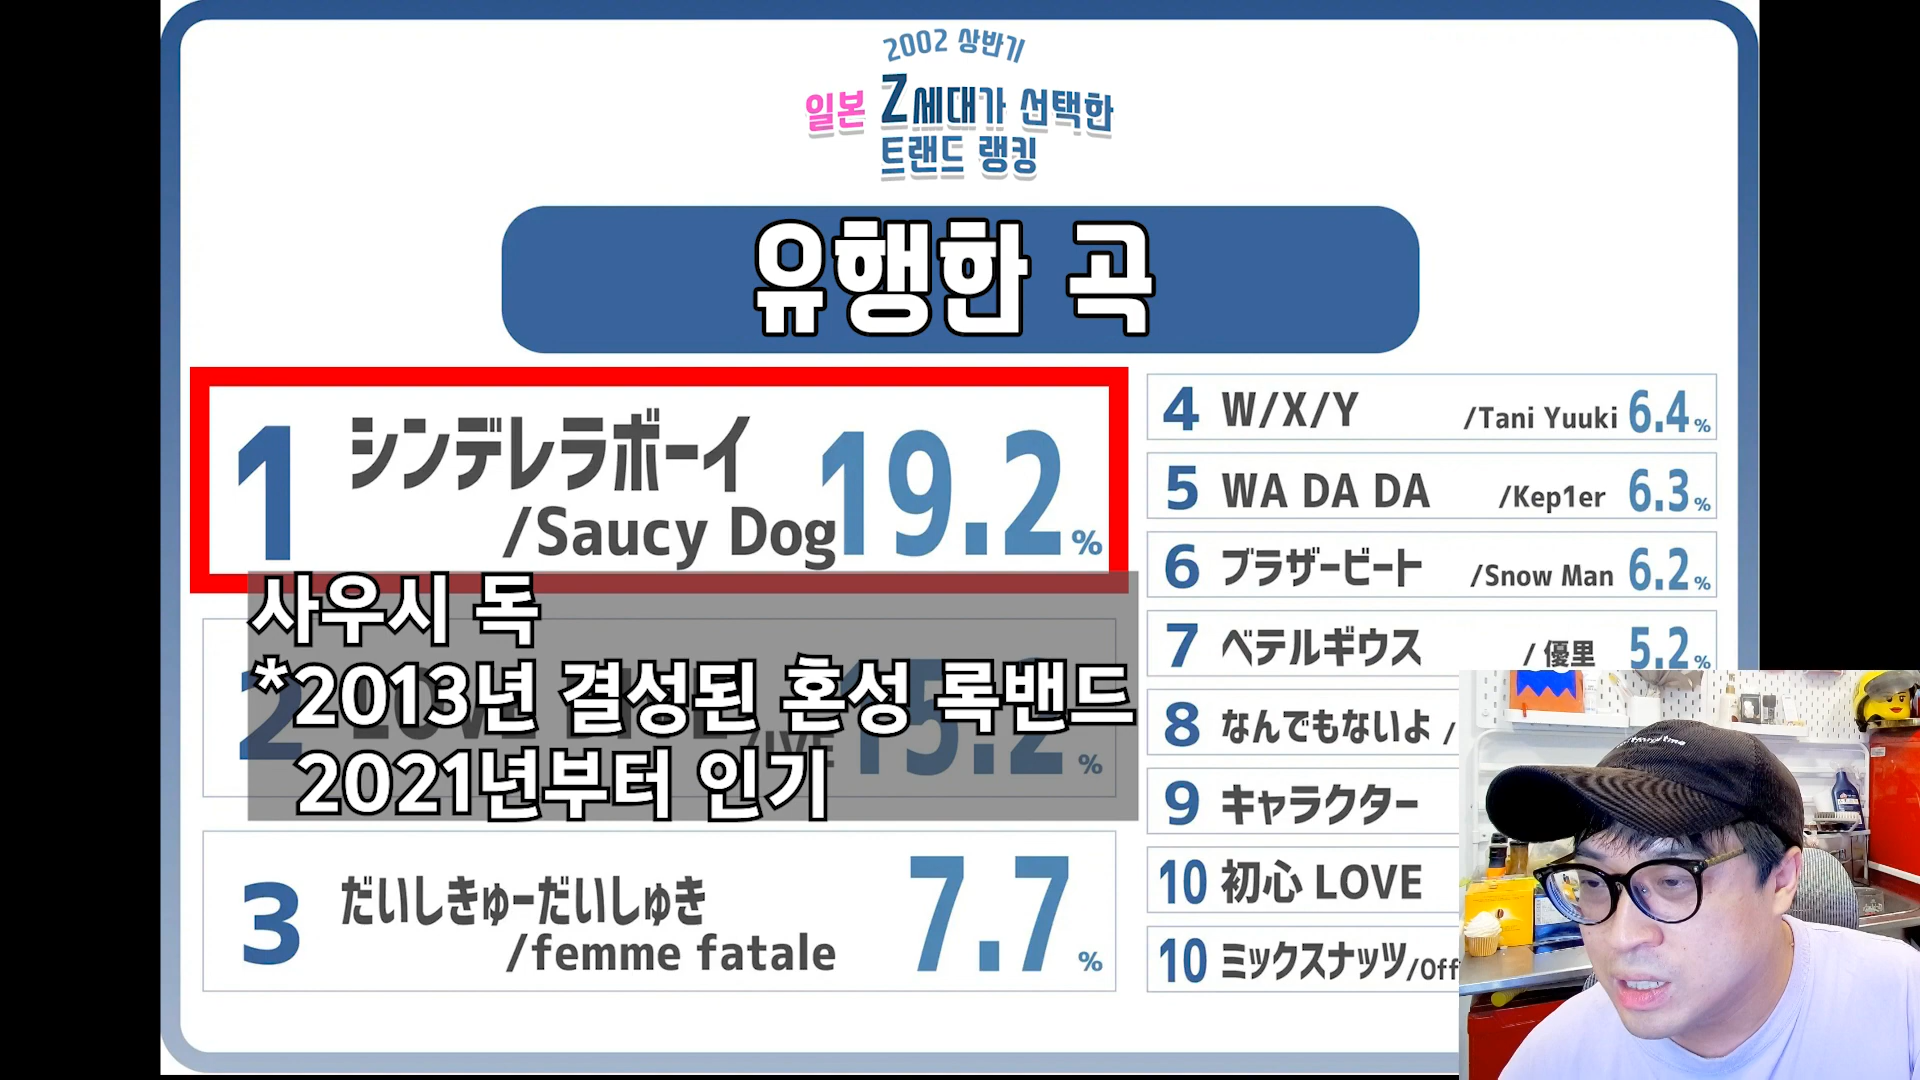 2002 상반기
일본 Z세대가 선택한
트랜드 랭킹
유행한 곡
1 シンデレラボーイ
/Saucy Dog 19.2%
사우시 독
*2013년 결성된 혼성 록밴드
2021년부터 인기
2 15.2%
3 だいしきゅーだいしゅき
/femme fatale 7.7%
4 W/X/Y /Tani Yuuki 6.4%
5 WA DA DA /Kep1er 6.3%
6 ブラザービート /Snow Man 6.2%
7 ベテルギウス / 優里 5.2%
8 なんでもないよ /
9 キャラクター
10 初心 LOVE
10 ミックスナッツ/Off